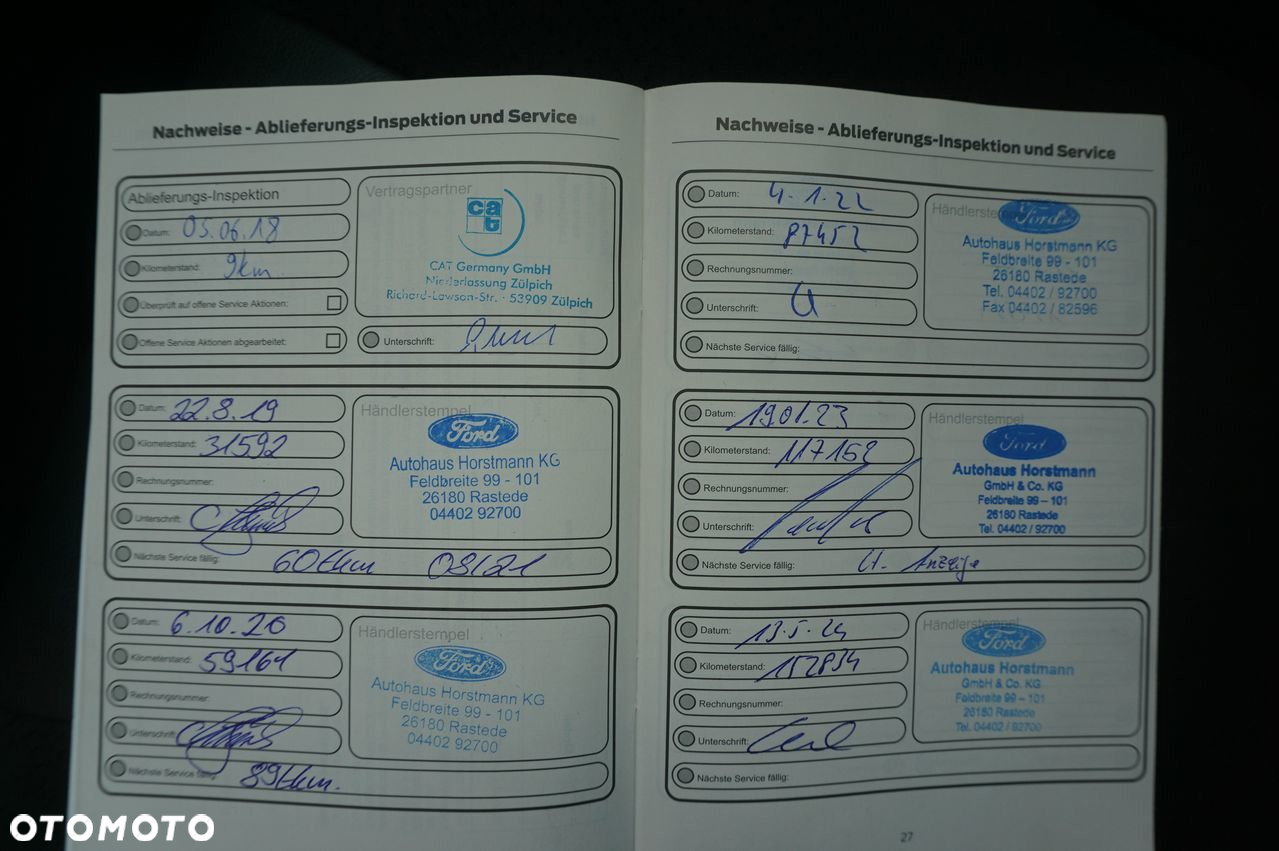 Nachweise - Ablieferungs-Inspektion und Service
Ablieferungs-Inspektion
Datum: 05.06.18
Kilometerstand: 9km
Überprüft auf offene Service Aktionen:
Offene Service Aktionen abgearbeitet:
Vertragspartner
cat
CAT Germany GmbH
Niederlassung Zülpich
Richard-Lawson-Str. · 53909 Zülpich
Unterschrift:
Datum: 22.8.19
Kilometerstand: 31592
Rechnungsnummer:
Unterschrift:
Nächste Service fällig: 60tkm 08/21
Händlerstempel
Ford
Autohaus Horstmann KG
Feldbreite 99 - 101
26180 Rastede
04402 92700
Datum: 6.10.20
Kilometerstand: 59161
Rechnungsnummer:
Unterschrift:
Nächste Service fällig: 89tkm.
Händlerstempel
Ford
Autohaus Horstmann KG
Feldbreite 99 - 101
26180 Rastede
04402 92700
Nachweise - Ablieferungs-Inspektion und Service
Datum: 4.1.22
Kilometerstand: 87452
Rechnungsnummer:
Unterschrift:
Nächste Service fällig:
Händlerstempel
Ford
Autohaus Horstmann KG
Feldbreite 99 - 101
26180 Rastede
Tel. 04402 / 92700
Fax 04402 / 82596
Datum: 19.01.23
Kilometerstand:
Rechnungsnummer:
Unterschrift:
Nächste Service fällig: Anzeige
Händlerstempel
Ford
Autohaus Horstmann
GmbH & Co. KG
Feldbreite 99 - 101
26180 Rastede
Tel. 04402 / 92700
Datum: 13.5.24
Kilometerstand: 152834
Rechnungsnummer:
Unterschrift:
Nächste Service fällig:
Händlerstempel
Ford
Autohaus Horstmann
GmbH & Co. KG
Feldbreite 99 - 101
26180 Rastede
Tel. 04402 / 92700
27
OTOMOTO